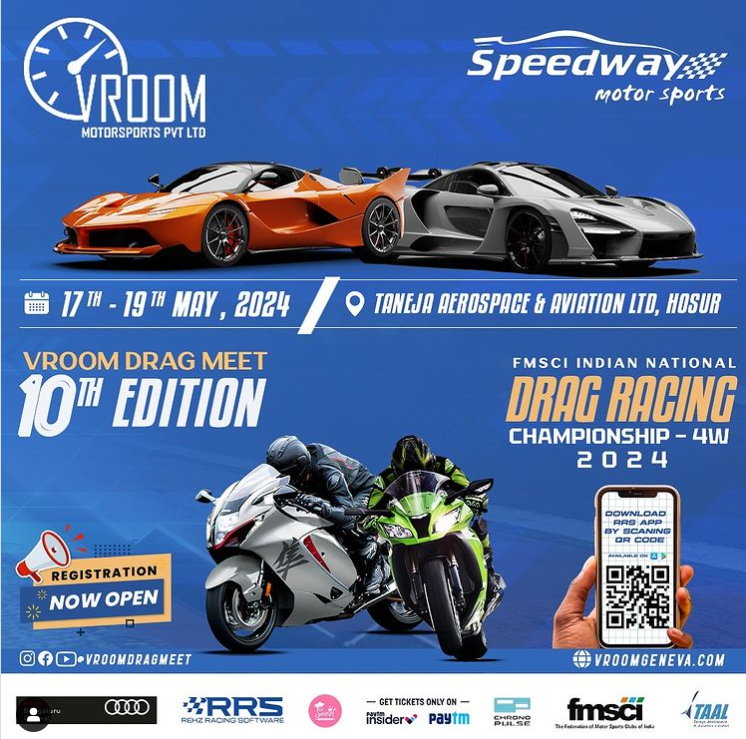 VROOM
MOTORSPORTS PVT LTD
Speedway
motor sports
17TH - 19TH MAY, 2024
TANEJA AEROSPACE & AVIATION LTD, HOSUR
VROOM DRAG MEET
10TH EDITION
FMSCI INDIAN NATIONAL
DRAG RACING
CHAMPIONSHIP - 4W
2024
DOWNLOAD
RRS APP
BY SCANING
QR CODE
AVAILABLE ON
REGISTRATION
NOW OPEN
@VROOMDRAGMEET
VROOMGENEVA.COM
RRS
REHZ RACING SOFTWARE
GET TICKETS ONLY ON
paytm
insider
paytm
CHRONO
PULSE
fmsci
The Federation of Motor Sports Clubs of India
TAAL